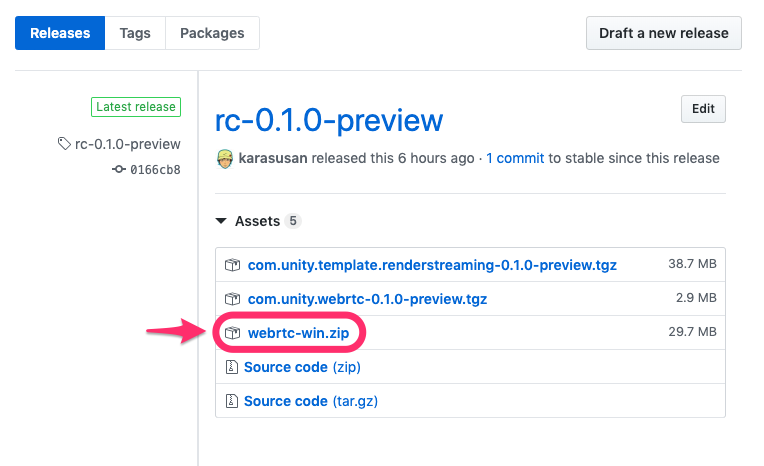 Releases Tags Packages Draft a new release
Latest release
rc-0.1.0-preview
0166cb8
rc-0.1.0-preview Edit
karasusan released this 6 hours ago · 1 commit to stable since this release
Assets 5
com.unity.template.renderstreaming-0.1.0-preview.tgz 38.7 MB
com.unity.webrtc-0.1.0-preview.tgz 2.9 MB
webrtc-win.zip 29.7 MB
Source code (zip)
Source code (tar.gz)